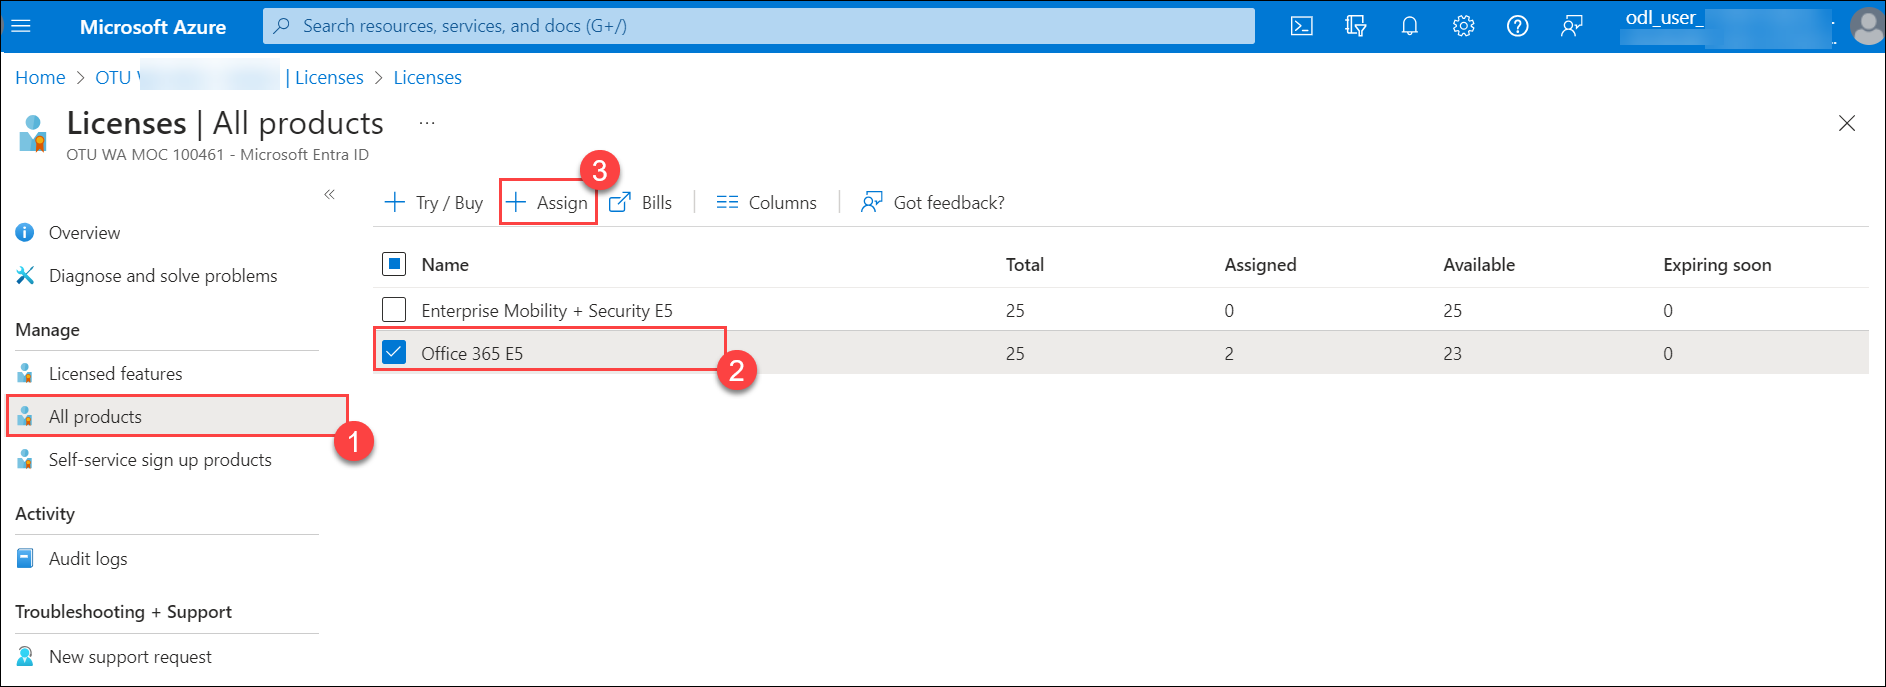 Microsoft Azure
Search resources, services, and docs (G+/)
odl_user_
Home > OTU | Licenses > Licenses
Licenses | All products ...
OTU WA MOC 100461 - Microsoft Entra ID
3
Try / Buy Assign Bills Columns Got feedback?
Overview
Diagnose and solve problems
Manage
Licensed features
All products
1
Self-service sign up products
Activity
Audit logs
Troubleshooting + Support
New support request
Name Total Assigned Available Expiring soon
Enterprise Mobility + Security E5 25 0 25 0
Office 365 E5 25 2 23 0
2